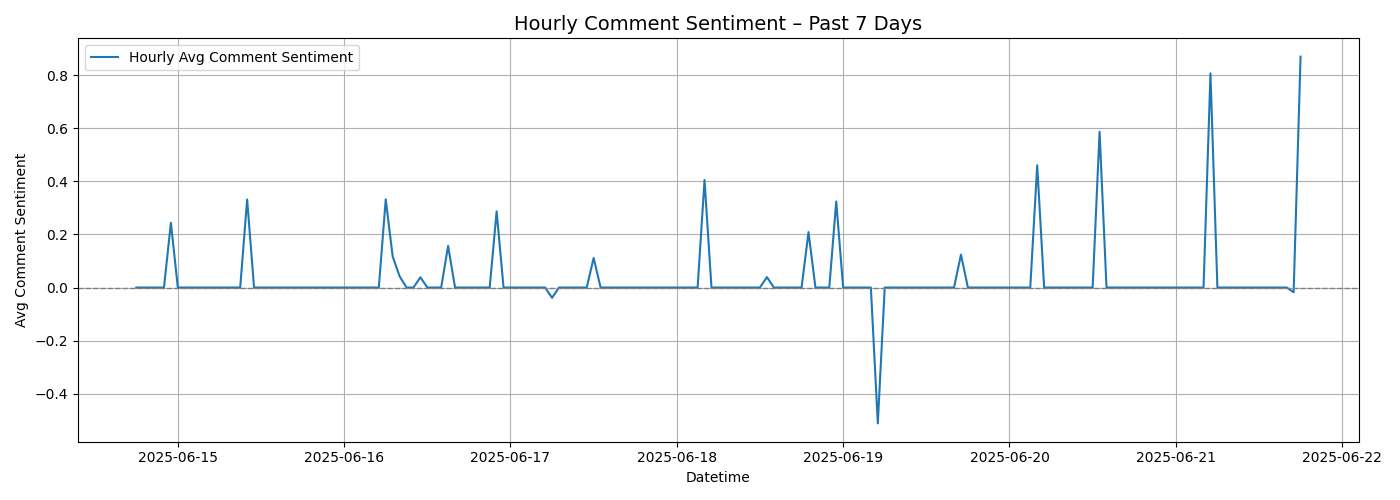 Hourly Comment Sentiment – Past 7 Days
Hourly Avg Comment Sentiment
Avg Comment Sentiment
0.8
0.6
0.4
0.2
0.0
−0.2
−0.4
2025-06-15 2025-06-16 2025-06-17 2025-06-18 2025-06-19 2025-06-20 2025-06-21 2025-06-22
Datetime